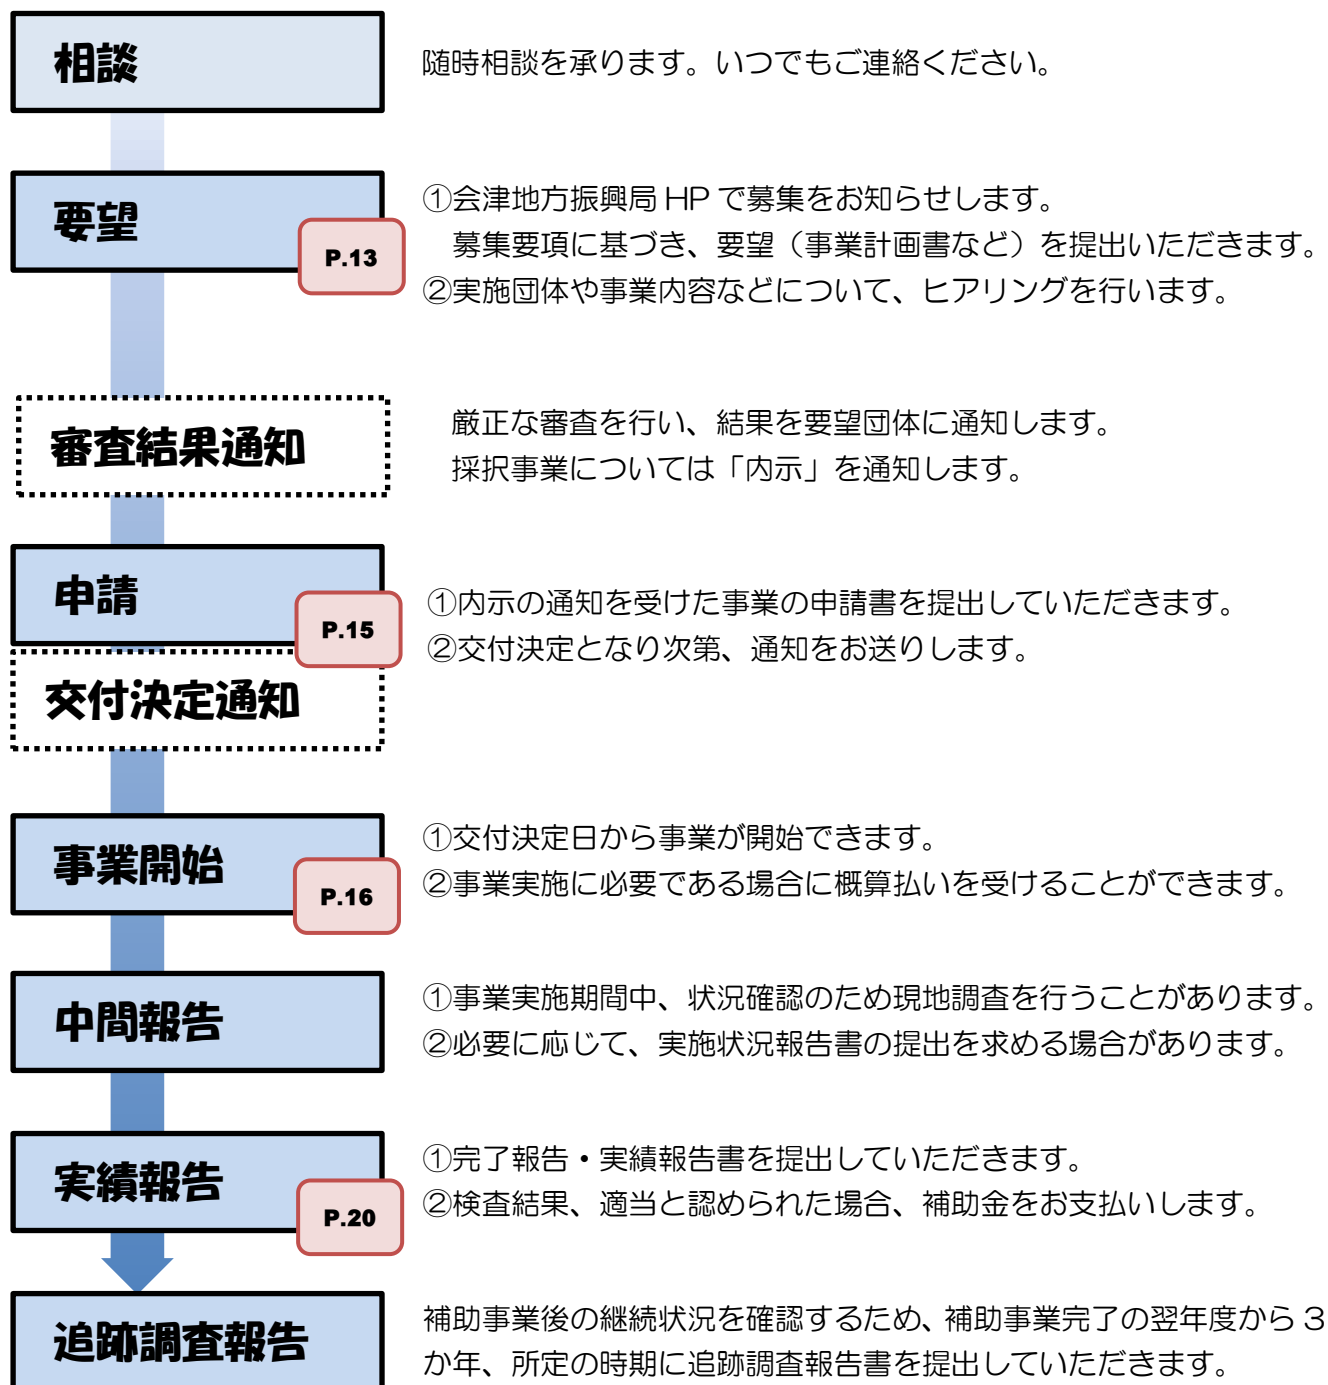 相談
随時相談を承ります。いつでもご連絡ください。
要望
P.13
①会津地方振興局 HP で募集をお知らせします。
募集要項に基づき、要望（事業計画書など）を提出いただきます。
②実施団体や事業内容などについて、ヒアリングを行います。
審査結果通知
厳正な審査を行い、結果を要望団体に通知します。
採択事業については「内示」を通知します。
申請
P.15
①内示の通知を受けた事業の申請書を提出していただきます。
②交付決定となり次第、通知をお送りします。
交付決定通知
事業開始
P.16
①交付決定日から事業が開始できます。
②事業実施に必要である場合に概算払いを受けることができます。
中間報告
①事業実施期間中、状況確認のため現地調査を行うことがあります。
②必要に応じて、実施状況報告書の提出を求める場合があります。
実績報告
P.20
①完了報告・実績報告書を提出していただきます。
②検査結果、適当と認められた場合、補助金をお支払いします。
追跡調査報告
補助事業後の継続状況を確認するため、補助事業完了の翌年度から３
か年、所定の時期に追跡調査報告書を提出していただきます。